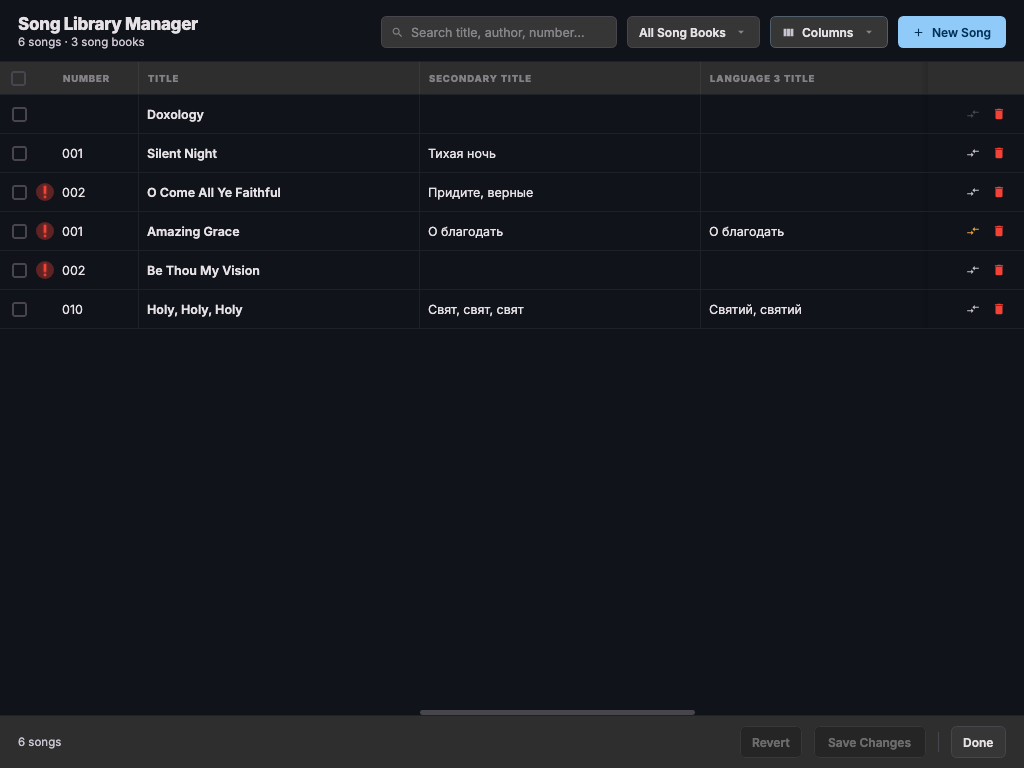 Song Library Manager
6 songs · 3 song books
Search title, author, number...
All Song Books
Columns
+ New Song
NUMBER TITLE SECONDARY TITLE LANGUAGE 3 TITLE
Doxology
001 Silent Night Тихая ночь
002 O Come All Ye Faithful Придите, верные
001 Amazing Grace О благодать О благодать
002 Be Thou My Vision
010 Holy, Holy, Holy Свят, свят, свят Святий, святий
6 songs
Revert
Save Changes
Done